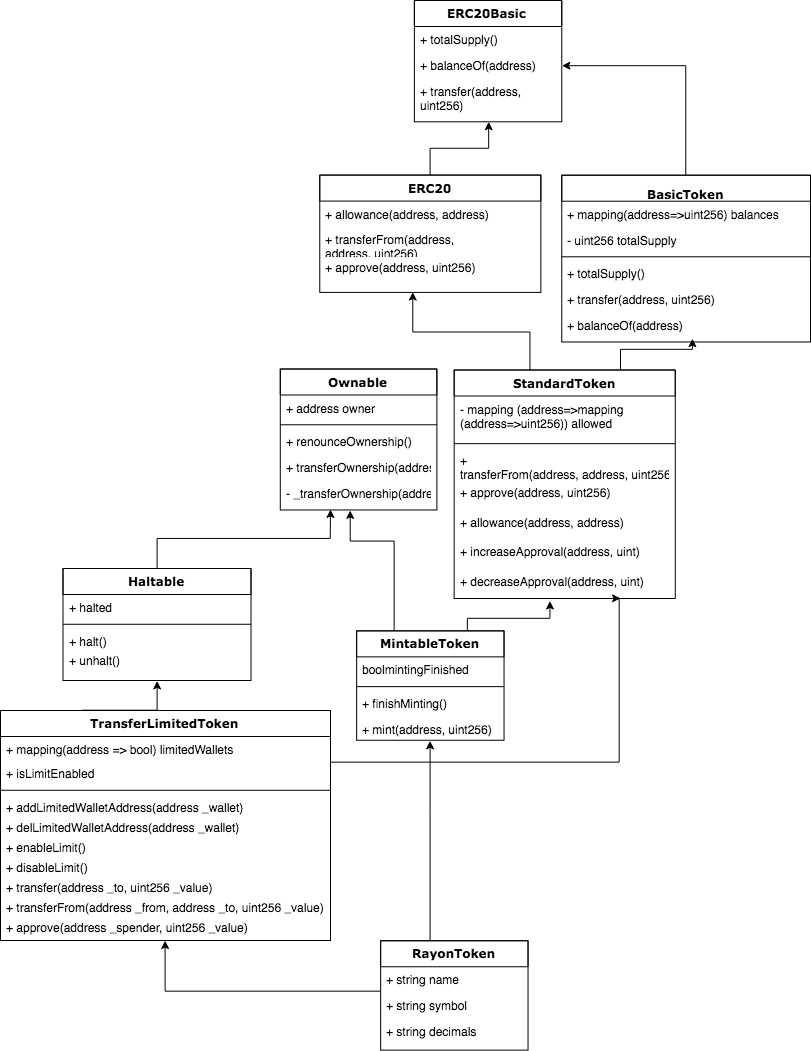 ERC20Basic
+ totalSupply()
+ balanceOf(address)
+ transfer(address,
uint256)
ERC20
+ allowance(address, address)
+ transferFrom(address,
address, uint256)
+ approve(address, uint256)
BasicToken
+ mapping(address=>uint256) balances
- uint256 totalSupply
+ totalSupply()
+ transfer(address, uint256)
+ balanceOf(address)
Ownable
+ address owner
+ renounceOwnership()
+ transferOwnership(addres
- _transferOwnership(addre
StandardToken
- mapping (address=>mapping
(address=>uint256)) allowed
+
transferFrom(address, address, uint256
+ approve(address, uint256)
+ allowance(address, address)
+ increaseApproval(address, uint)
+ decreaseApproval(address, uint)
Haltable
+ halted
+ halt()
+ unhalt()
MintableToken
boolmintingFinished
+ finishMinting()
+ mint(address, uint256)
TransferLimitedToken
+ mapping(address => bool) limitedWallets
+ isLimitEnabled
+ addLimitedWalletAddress(address _wallet)
+ delLimitedWalletAddress(address _wallet)
+ enableLimit()
+ disableLimit()
+ transfer(address _to, uint256 _value)
+ transferFrom(address _from, address _to, uint256 _value)
+ approve(address _spender, uint256 _value)
RayonToken
+ string name
+ string symbol
+ string decimals